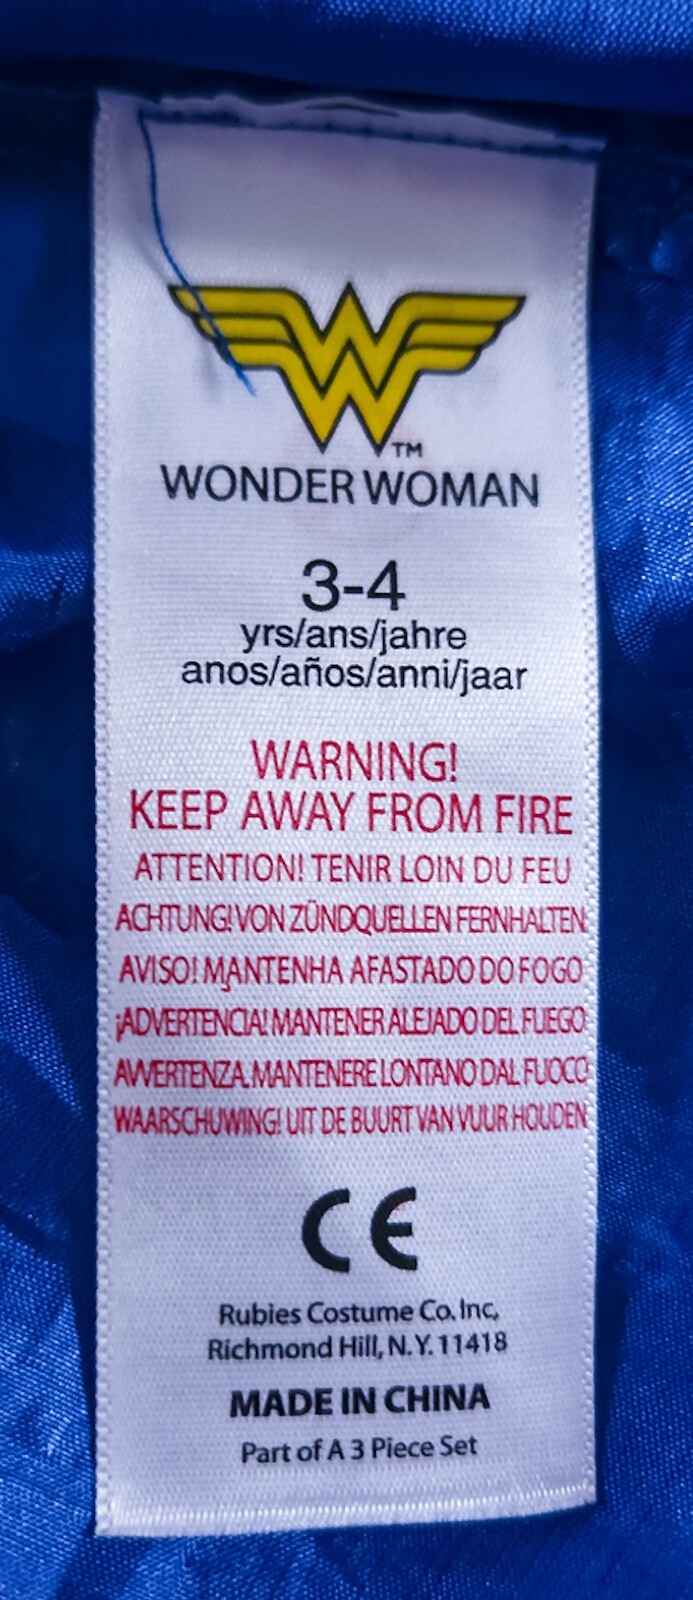 TM
WONDER WOMAN
3-4
yrs/ans/jahre
anos/años/anni/jaar
WARNING!
KEEP AWAY FROM FIRE
ATTENTION! TENIR LOIN DU FEU
ACHTUNG! VON ZÜNDQUELLEN FERNHALTEN
AVISO! MANTENHA AFASTADO DO FOGO
¡ADVERTENCIA! MANTENER ALEJADO DEL FUEGO
AVVERTENZA. MANTENERE LONTANO DAL FUOCO
WAARSCHUWING! UIT DE BUURT VAN VUUR HOUDEN
CE
Rubies Costume Co. Inc,
Richmond Hill, N.Y. 11418
MADE IN CHINA
Part of A 3 Piece Set